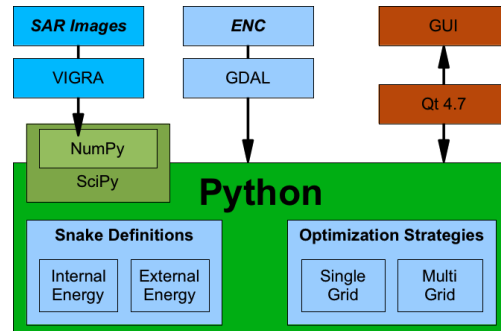 SAR Images
ENC
GUI
VIGRA
GDAL
Qt 4.7
NumPy
SciPy
Python
Snake Definitions
Optimization Strategies
Internal
Energy
External
Energy
Single
Grid
Multi
Grid